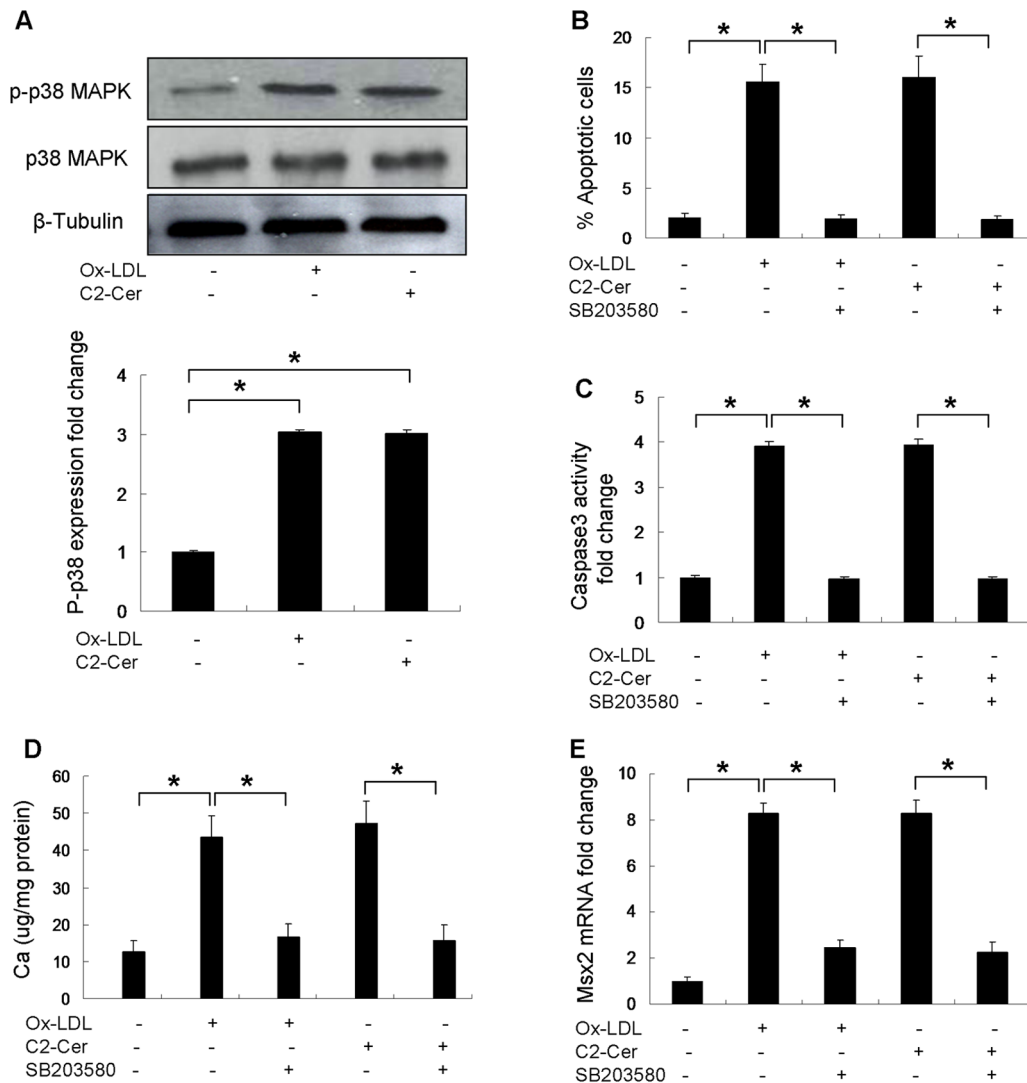 A
p-p38 MAPK
p38 MAPK
β-Tubulin
Ox-LDL - + -
C2-Cer - - +
P-p38 expression fold change
4
3
2
1
0
*
*
Ox-LDL - + -
C2-Cer - - +
B
% Apoptotic cells
20
15
10
5
0
* * *
Ox-LDL - + + - -
C2-Cer - - - + +
SB203580 - - + - +
C
Caspase3 activity
fold change
5
4
3
2
1
0
* * *
Ox-LDL - + + - -
C2-Cer - - - + +
SB203580 - - + - +
D
Ca (ug/mg protein)
60
50
40
30
20
10
0
* * *
Ox-LDL - + + - -
C2-Cer - - - + +
SB203580 - - + - +
E
Msx2 mRNA fold change
10
8
6
4
2
0
* * *
Ox-LDL - + + - -
C2-Cer - - - + +
SB203580 - - + - +